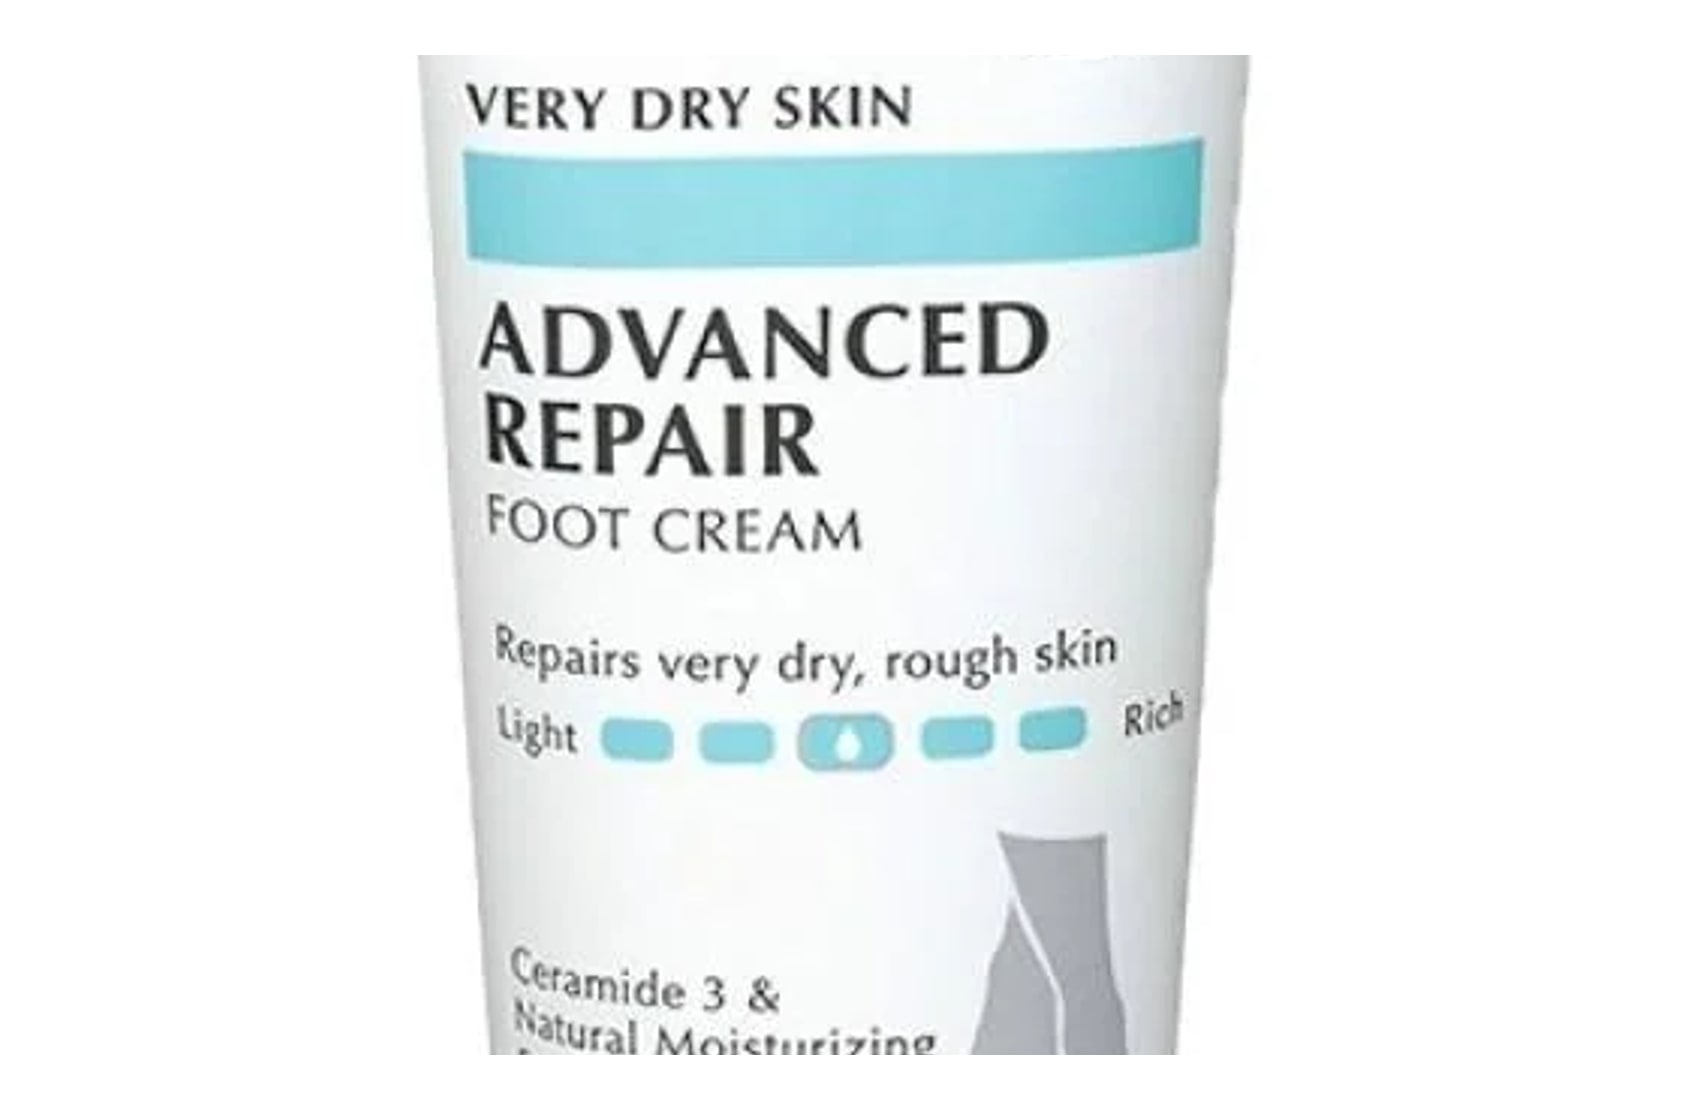 VERY DRY SKIN
ADVANCED
REPAIR
FOOT CREAM
Repairs very dry, rough skin
Light Rich
Ceramide 3 &
Natural Moisturizing